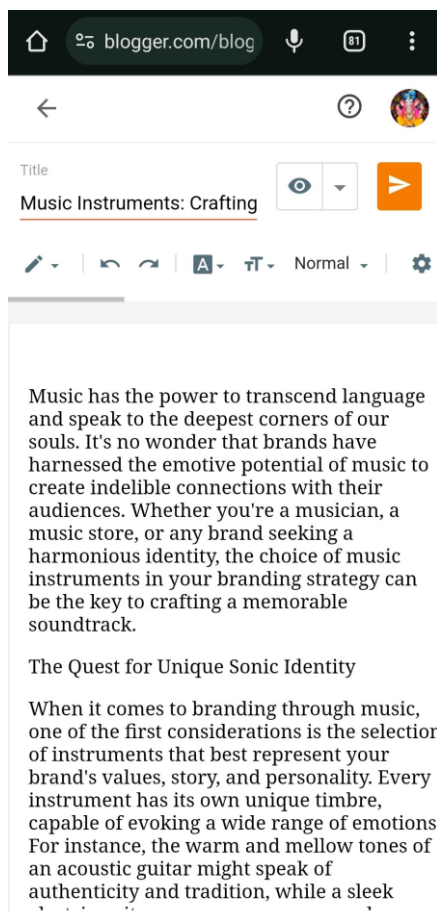 blogger.com/blog
81
Title
Music Instruments: Crafting
A
Normal
Music has the power to transcend language
and speak to the deepest corners of our
souls. It's no wonder that brands have
harnessed the emotive potential of music to
create indelible connections with their
audiences. Whether you're a musician, a
music store, or any brand seeking a
harmonious identity, the choice of music
instruments in your branding strategy can
be the key to crafting a memorable
soundtrack.
The Quest for Unique Sonic Identity
When it comes to branding through music,
one of the first considerations is the selection
of instruments that best represent your
brand's values, story, and personality. Every
instrument has its own unique timbre,
capable of evoking a wide range of emotions
For instance, the warm and mellow tones of
an acoustic guitar might speak of
authenticity and tradition, while a sleek